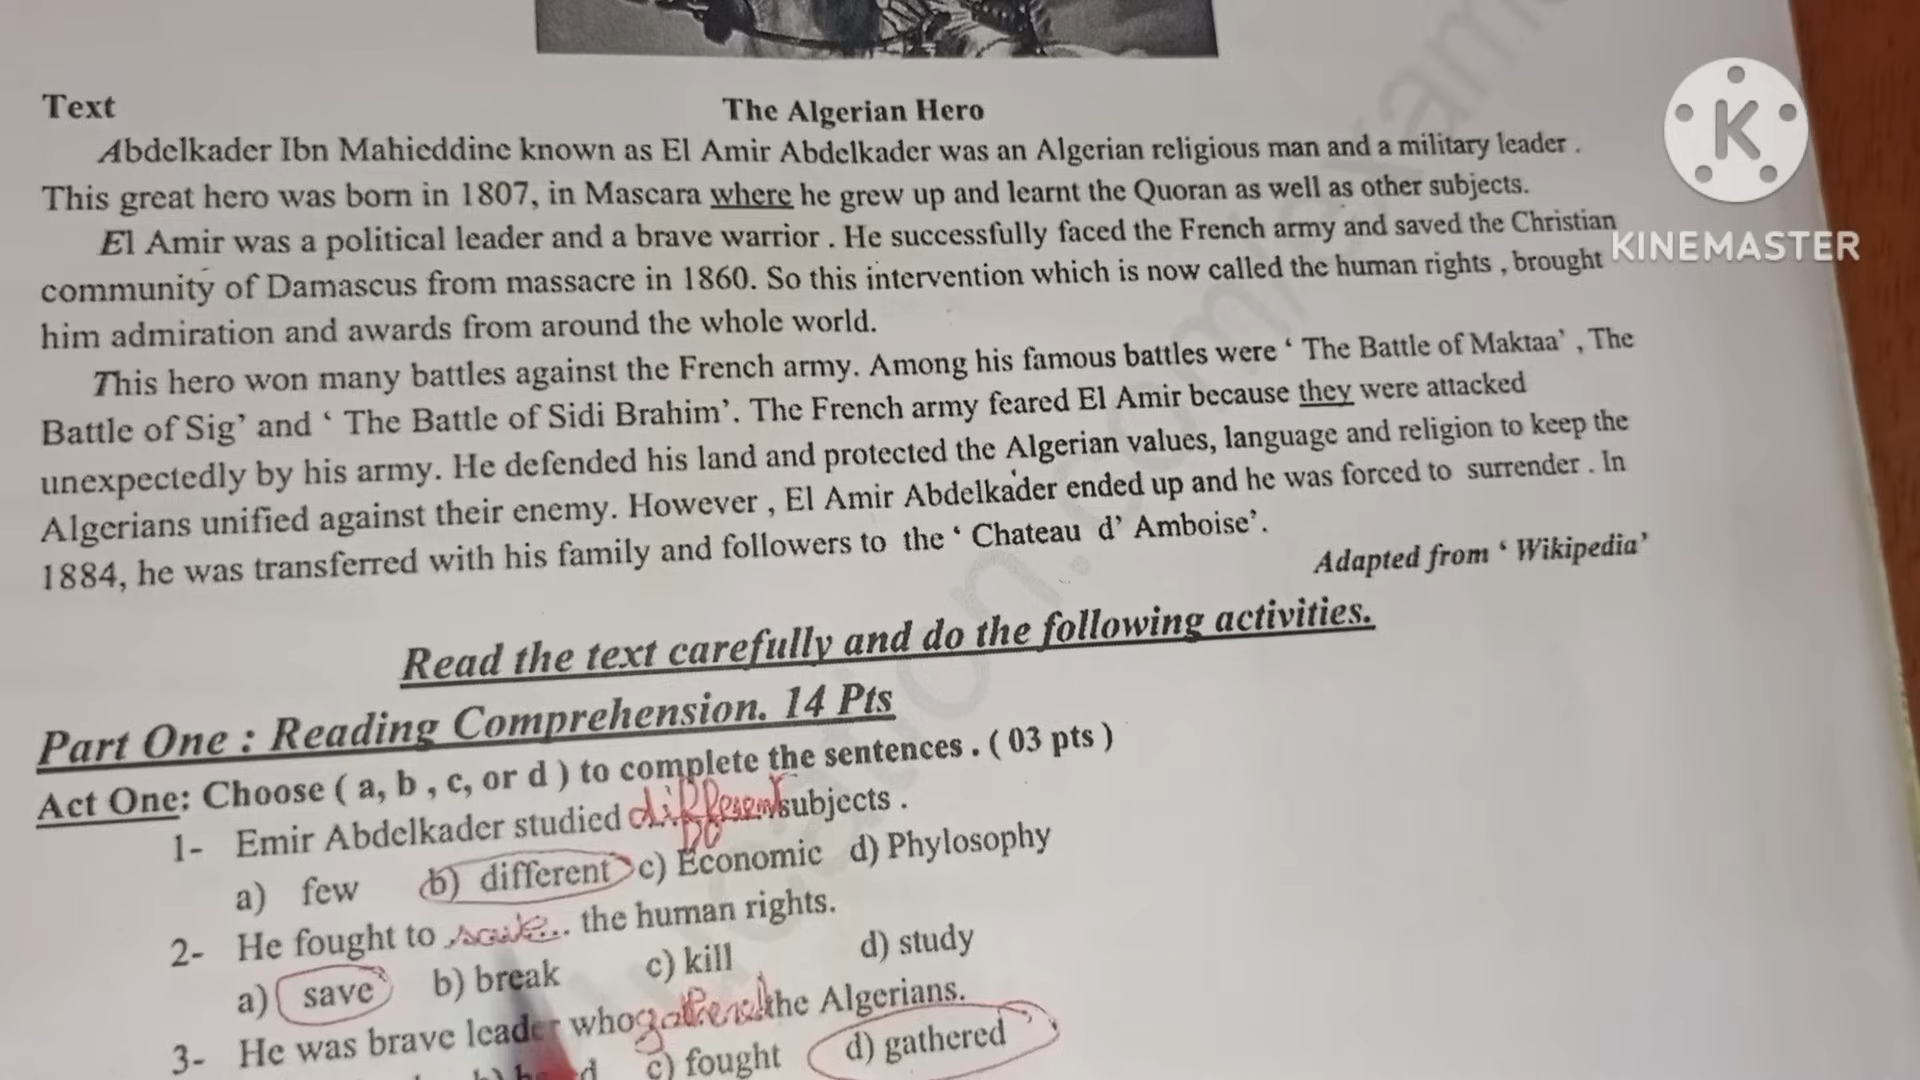 Text
The Algerian Hero
Abdelkader Ibn Mahieddine known as El Amir Abdelkader was an Algerian religious man and a military leader .
This great hero was born in 1807, in Mascara where he grew up and learnt the Quoran as well as other subjects.
El Amir was a political leader and a brave warrior . He successfully faced the French army and saved the Christian
community of Damascus from massacre in 1860. So this intervention which is now called the human rights , brought
him admiration and awards from around the whole world.
This hero won many battles against the French army. Among his famous battles were ‘ The Battle of Maktaa’ , The
Battle of Sig’ and ‘ The Battle of Sidi Brahim’. The French army feared El Amir because they were attacked
unexpectedly by his army. He defended his land and protected the Algerian values, language and religion to keep the
Algerians unified against their enemy. However , El Amir Abdelkader ended up and he was forced to surrender . In
1884, he was transferred with his family and followers to the ‘ Chateau d’ Amboise’.
Adapted from ‘ Wikipedia’
Read the text carefully and do the following activities.
Part One : Reading Comprehension. 14 Pts
Act One: Choose ( a, b , c, or d ) to complete the sentences . ( 03 pts )
1- Emir Abdelkader studied different subjects .
a) few b) different c) Economic d) Phylosophy
2- He fought to save... the human rights.
a) save b) break c) kill d) study
3- He was brave leader who gathered the Algerians.
c) fought d) gathered
K
KINEMASTER